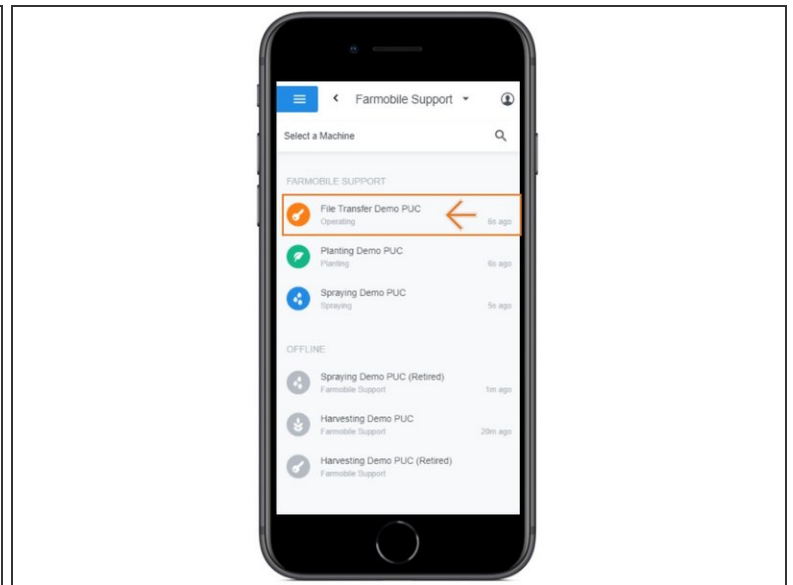 Farmobile Support
Select a Machine
FARMOBILE SUPPORT
File Transfer Demo PUC
Operating
6s ago
Planting Demo PUC
Planting
6s ago
Spraying Demo PUC
Spraying
5s ago
OFFLINE
Spraying Demo PUC (Retired)
Farmobile Support
1m ago
Harvesting Demo PUC
Farmobile Support
20m ago
Harvesting Demo PUC (Retired)
Farmobile Support